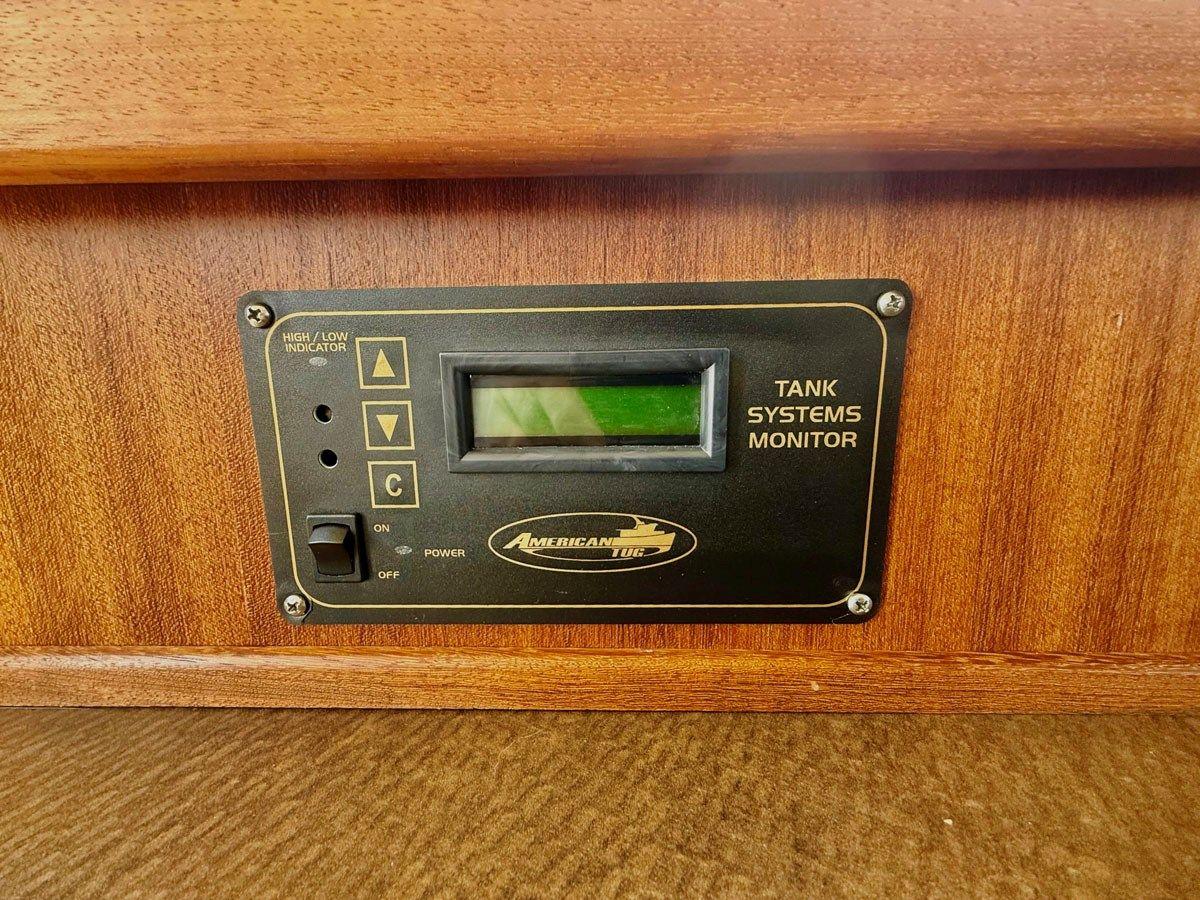 HIGH / LOW
INDICATOR
C
TANK
SYSTEMS
MONITOR
ON
POWER
OFF
AMERICAN
TUG